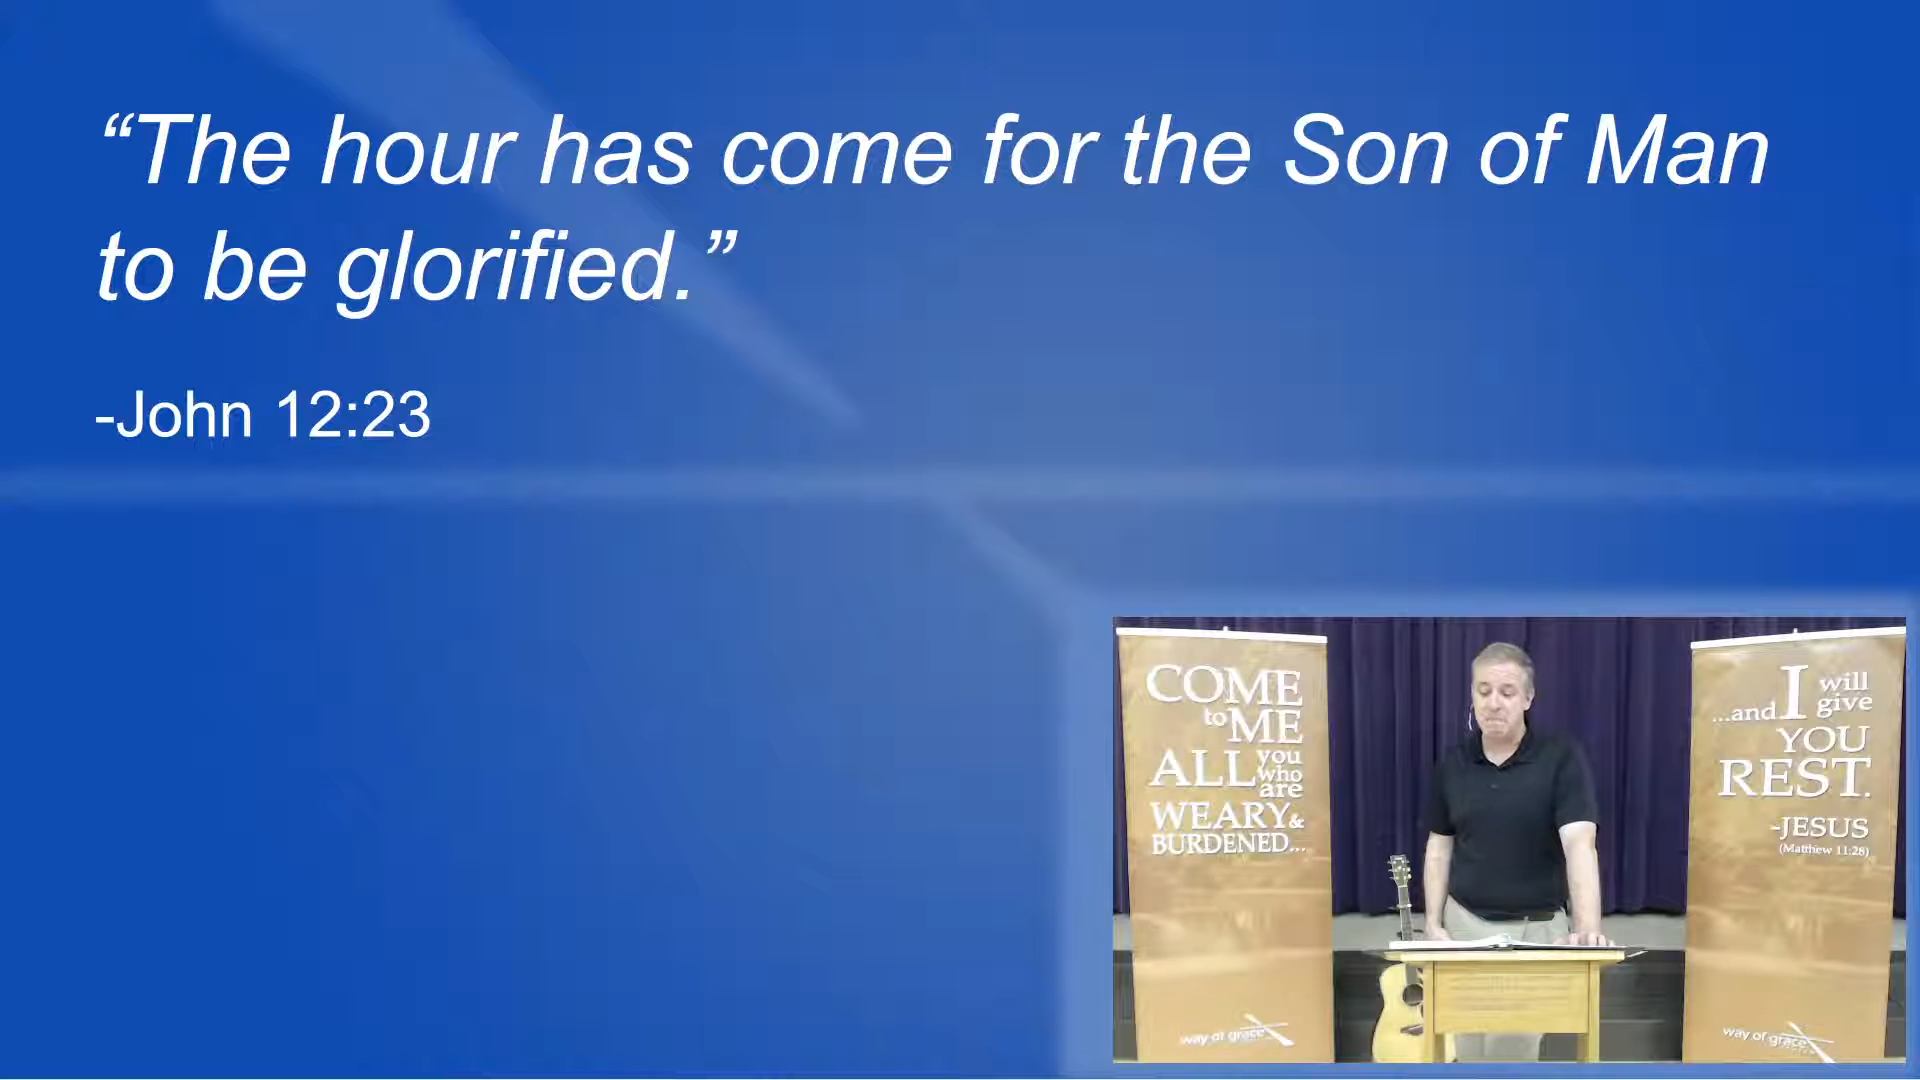 “The hour has come for the Son of Man
to be glorified.”
-John 12:23
COME
to ME
ALL you who are
WEARY &
BURDENED...
way of grace
...and I will give
YOU
REST.
-JESUS
(Matthew 11:28)
way of grace